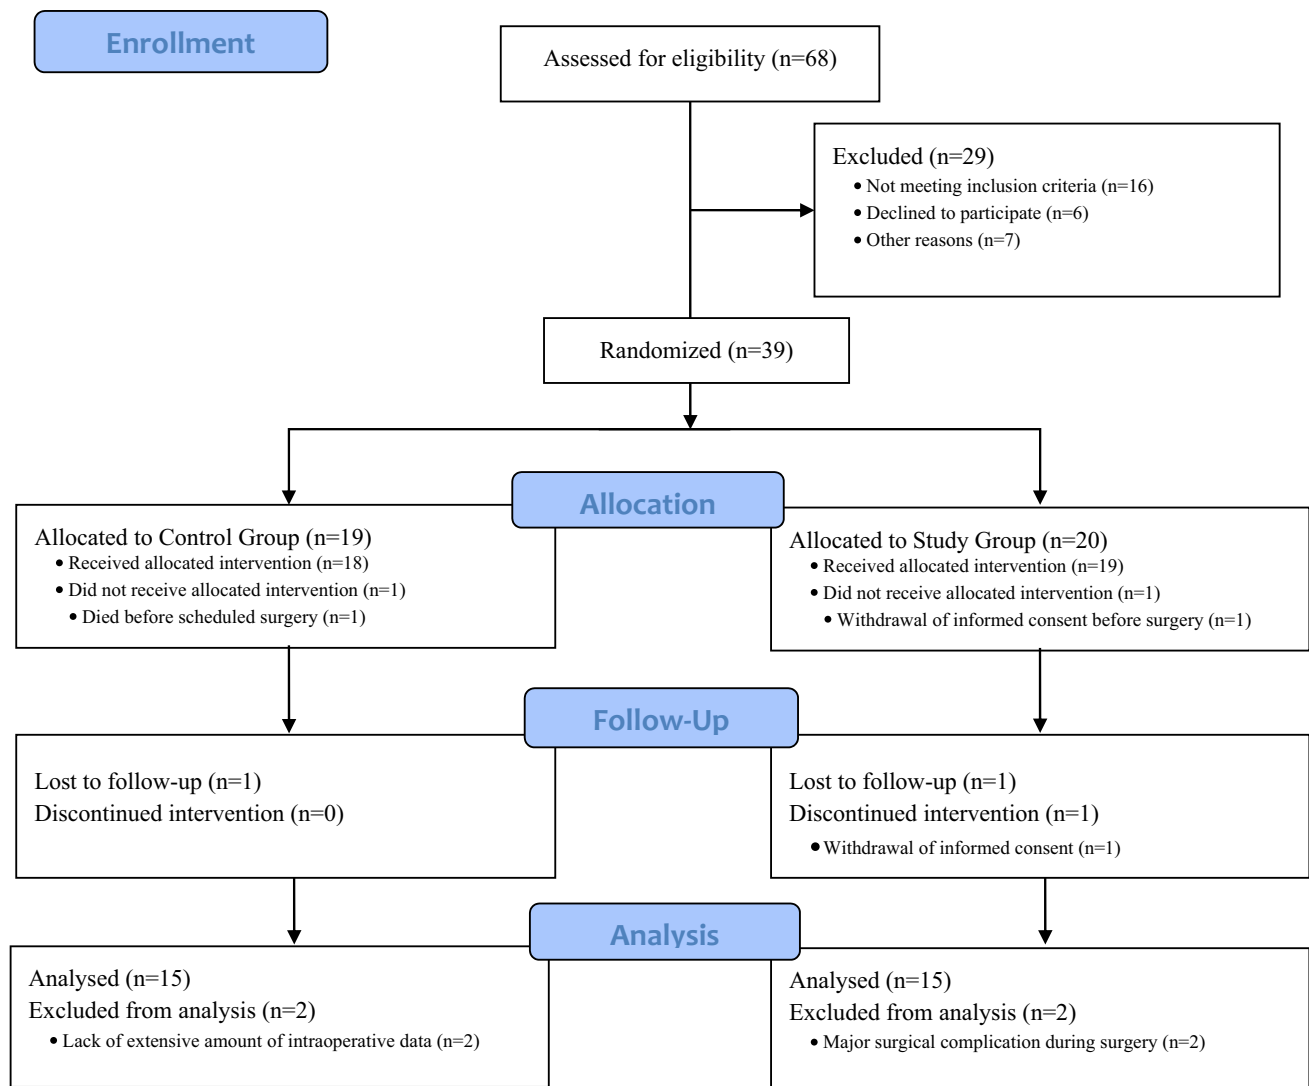 Enrollment
Assessed for eligibility (n=68)
Excluded (n=29)
• Not meeting inclusion criteria (n=16)
• Declined to participate (n=6)
• Other reasons (n=7)
Randomized (n=39)
Allocation
Allocated to Control Group (n=19)
• Received allocated intervention (n=18)
• Did not receive allocated intervention (n=1)
• Died before scheduled surgery (n=1)
Allocated to Study Group (n=20)
• Received allocated intervention (n=19)
• Did not receive allocated intervention (n=1)
• Withdrawal of informed consent before surgery (n=1)
Follow-Up
Lost to follow-up (n=1)
Discontinued intervention (n=0)
Lost to follow-up (n=1)
Discontinued intervention (n=1)
• Withdrawal of informed consent (n=1)
Analysis
Analysed (n=15)
Excluded from analysis (n=2)
• Lack of extensive amount of intraoperative data (n=2)
Analysed (n=15)
Excluded from analysis (n=2)
• Major surgical complication during surgery (n=2)